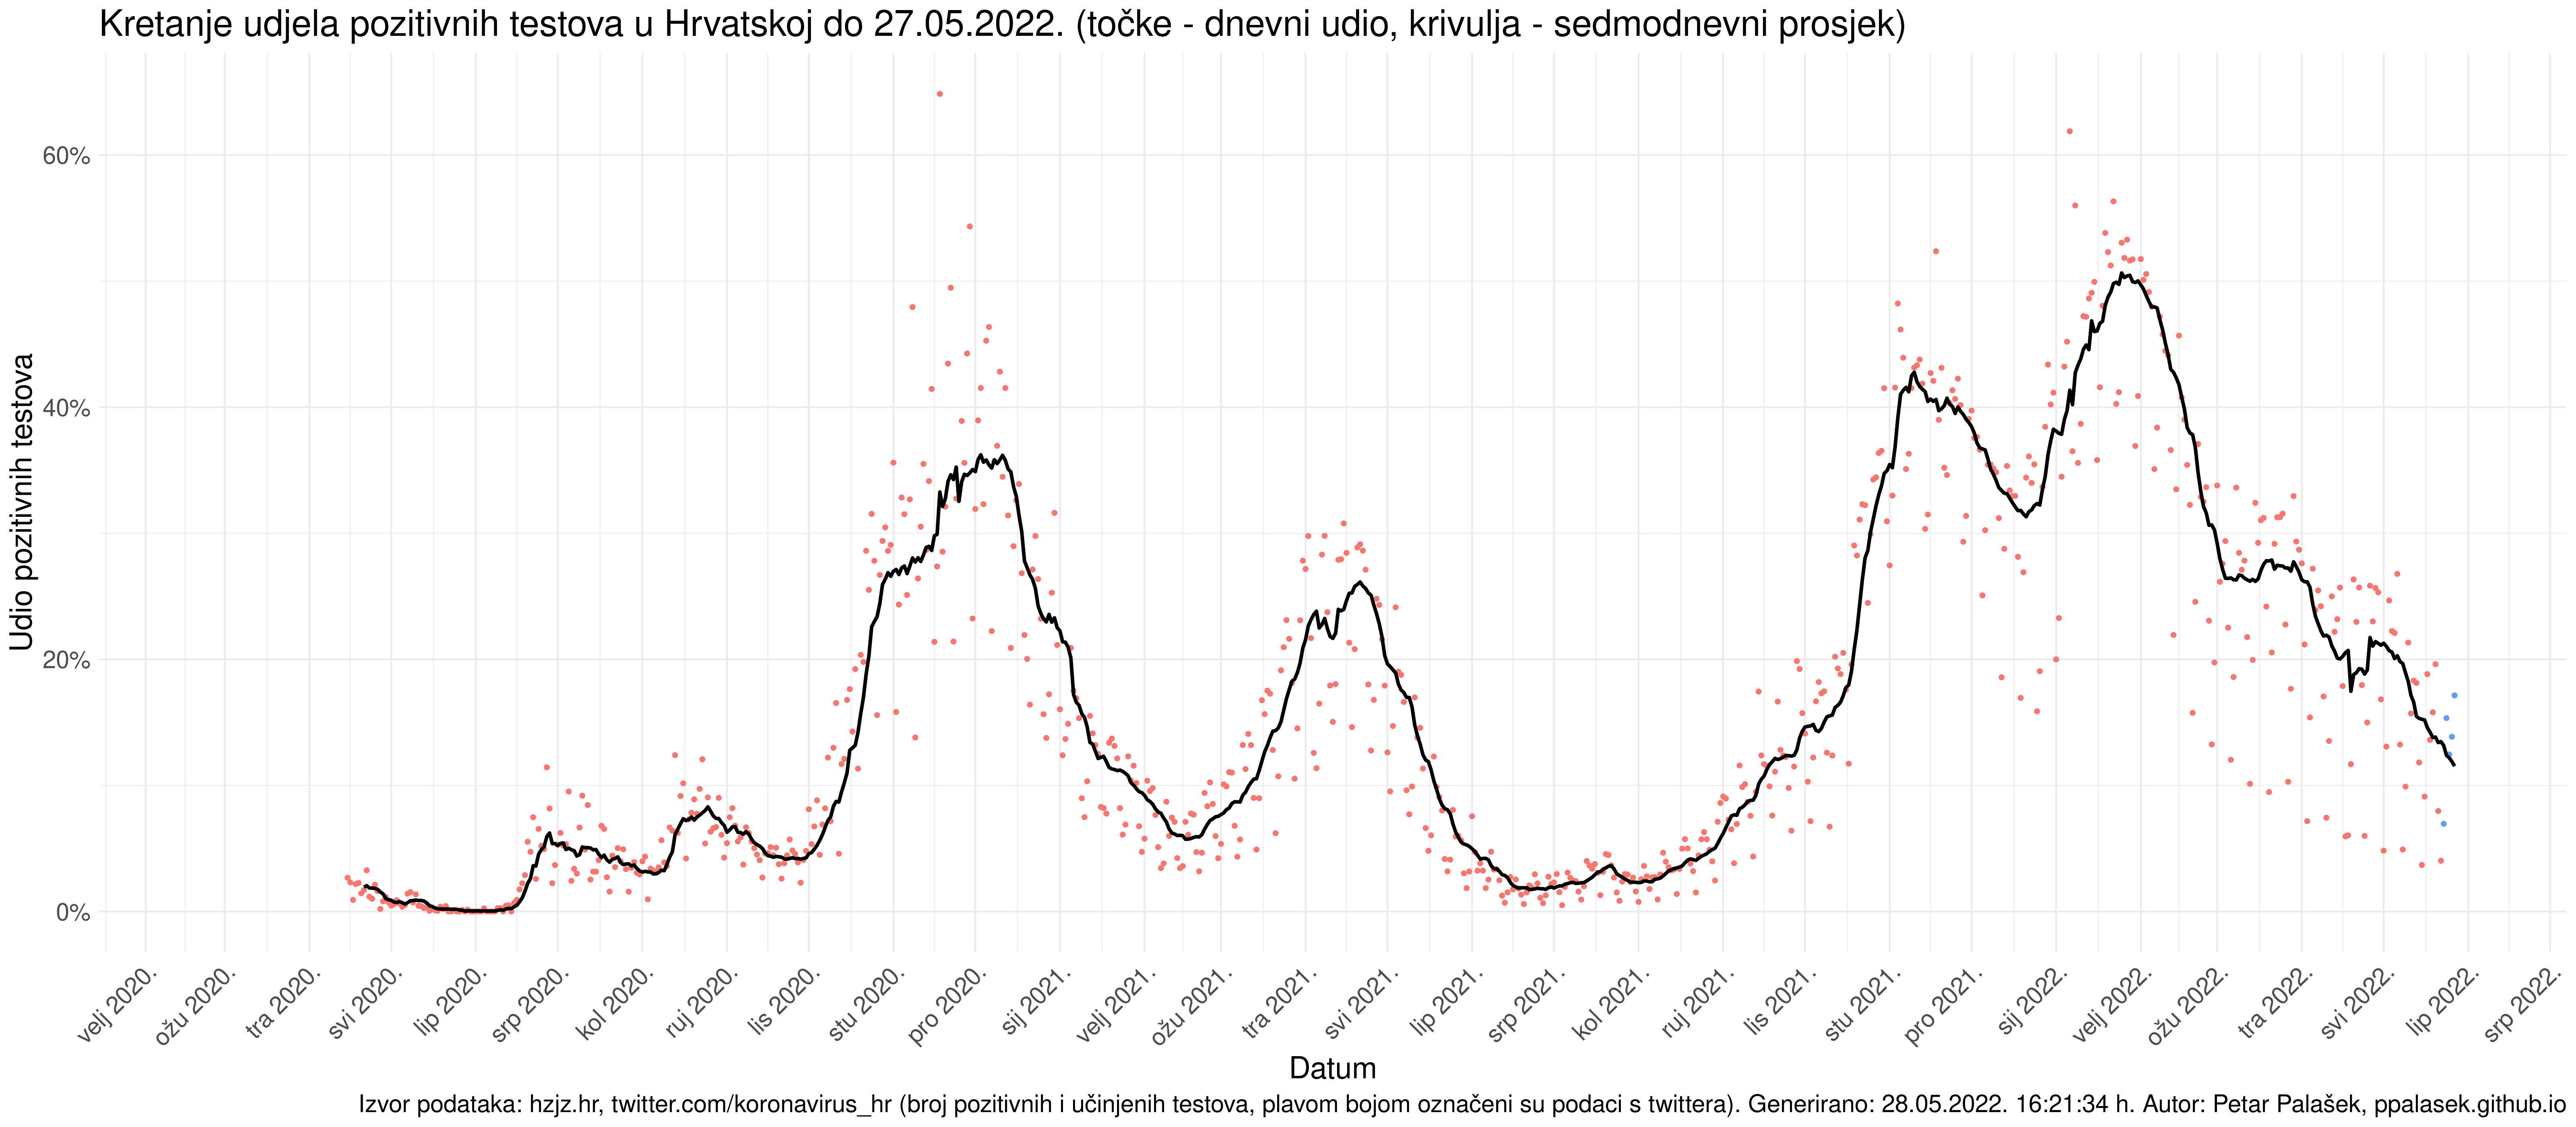 Kretanje udjela pozitivnih testova u Hrvatskoj do 27.05.2022. (točke - dnevni udio, krivulja - sedmodnevni prosjek)
Udio pozitivnih testova
60%
40%
20%
0%
velj 2020.
ožu 2020.
tra 2020.
svi 2020.
lip 2020.
srp 2020.
kol 2020.
ruj 2020.
lis 2020.
stu 2020.
pro 2020.
sij 2021.
velj 2021.
ožu 2021.
tra 2021.
svi 2021.
lip 2021.
srp 2021.
kol 2021.
ruj 2021.
lis 2021.
stu 2021.
pro 2021.
sij 2022.
velj 2022.
ožu 2022.
tra 2022.
svi 2022.
lip 2022.
srp 2022.
Datum
Izvor podataka: hzjz.hr, twitter.com/koronavirus_hr (broj pozitivnih i učinjenih testova, plavom bojom označeni su podaci s twittera). Generirano: 28.05.2022. 16:21:34 h. Autor: Petar Palašek, ppalasek.github.io